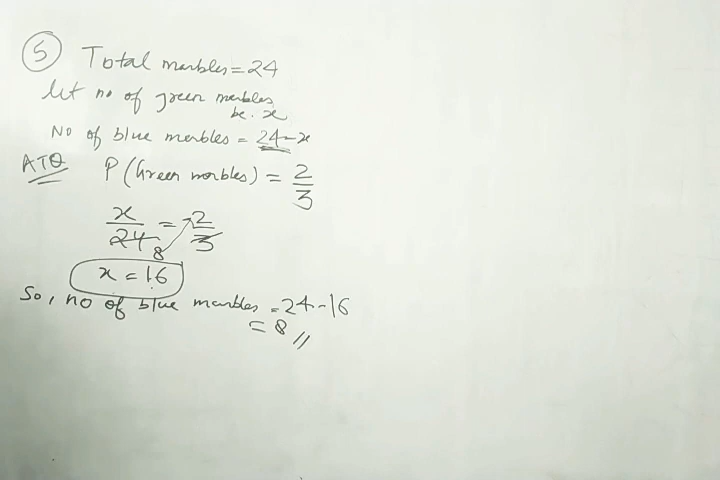 5 Total marbles = 24
let no of green marbles
be. x
No of blue marbles = 24-x
ATQ P (Green marbles) = 2/3
x/24 = 2/3
8
x = 16
So, no of blue marbles = 24-16
= 8 //